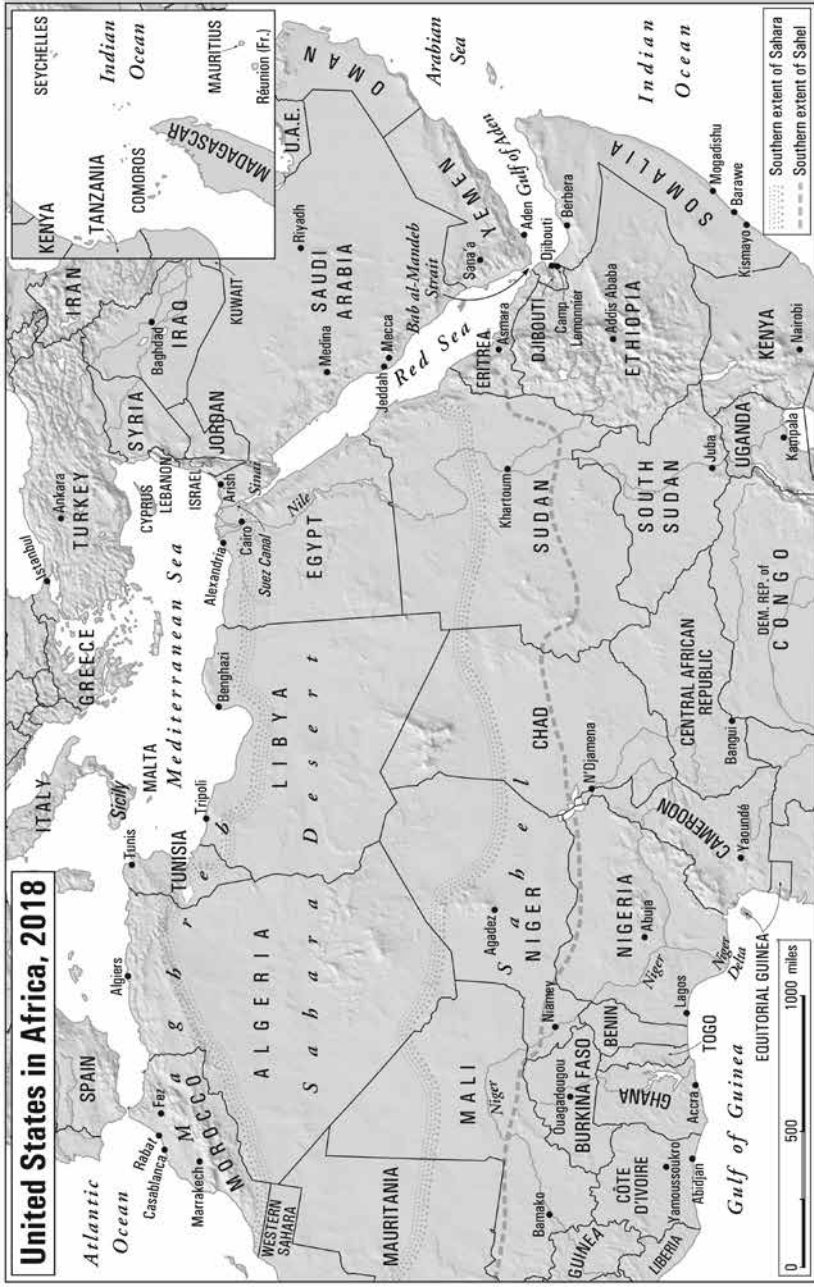 United States in Africa, 2018
Atlantic
Ocean
SPAIN
ITALY
Sicily
MALTA
GREECE
Istanbul
Ankara
TURKEY
CYPRUS
LEBANON
SYRIA
ISRAEL
JORDAN
Baghdad
IRAQ
IRAN
KUWAIT
Mediterranean Sea
Algiers
Tunis
TUNISIA
Tripoli
Benghazi
Alexandria
Cairo
Suez Canal
Arish
Sinai
Nile
Rabat
Casablanca
Fez
Marrakech
MOROCCO
Maghreb
WESTERN
SAHARA
ALGERIA
Sahara Desert
LIBYA
EGYPT
Medina
Jeddah
Mecca
Riyadh
SAUDI
ARABIA
U.A.E.
OMAN
YEMEN
Sana'a
Aden
Gulf of Aden
Bab al-Mandeb
Strait
Red Sea
Arabian
Sea
MAURITANIA
MALI
Niger
Bamako
Agadez
Sahel
NIGER
Niamey
CHAD
N'Djamena
SUDAN
Khartoum
ERITREA
Asmara
DJIBOUTI
Djibouti
Camp
Lemonnier
Berbera
Addis Ababa
ETHIOPIA
SOMALIA
Mogadishu
Barawe
Kismayo
Indian
Ocean
GUINEA
LIBERIA
CÔTE
D'IVOIRE
Yamoussoukro
Abidjan
Ouagadougou
BURKINA FASO
GHANA
Accra
TOGO
BENIN
Lagos
NIGERIA
Abuja
Niger
Niger
Delta
CAMEROON
Yaoundé
EQUITORIAL GUINEA
Gulf of Guinea
CENTRAL AFRICAN
REPUBLIC
Bangui
DEM. REP. of
CONGO
SOUTH
SUDAN
Juba
UGANDA
Kampala
KENYA
Nairobi
KENYA
TANZANIA
COMOROS
MADAGASCAR
SEYCHELLES
Indian
Ocean
MAURITIUS
Réunion (Fr.)
0 500 1000 miles
Southern extent of Sahara
Southern extent of Sahel